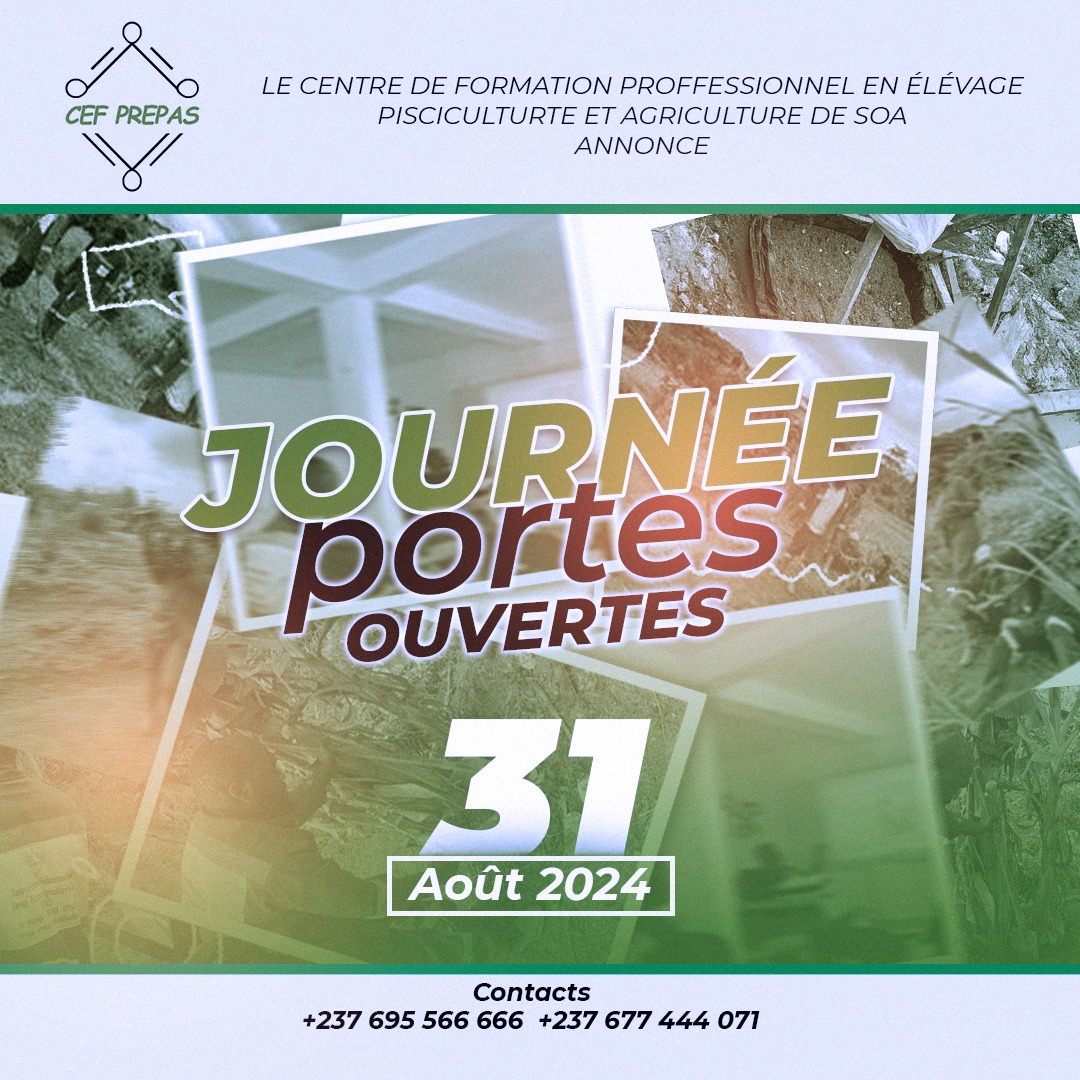 CEF PREPAS
LE CENTRE DE FORMATION PROFFESSIONNEL EN ÉLÉVAGE
PISCICULTURTE ET AGRICULTURE DE SOA
ANNONCE
JOURNÉE
portes
OUVERTES
31
Août 2024
Contacts
+237 695 566 666 +237 677 444 071